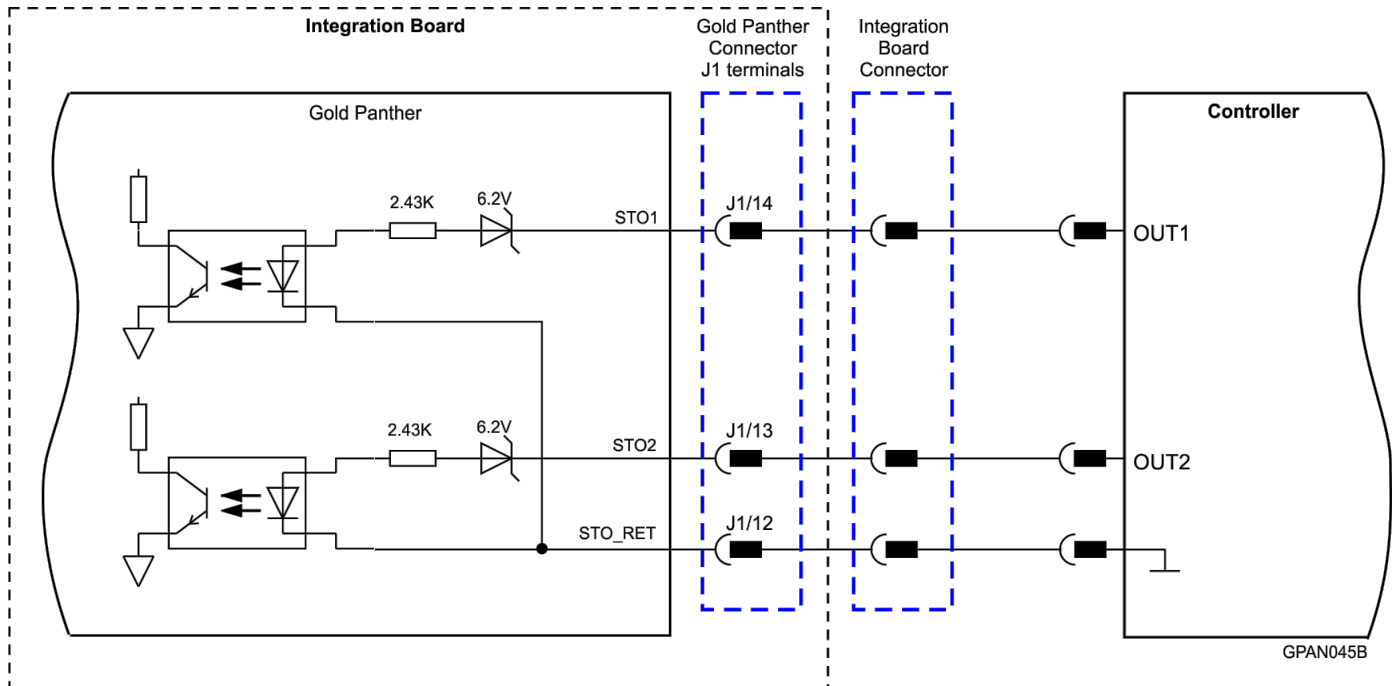 Integration Board
Gold Panther
Connector
J1 terminals
Integration
Board
Connector
Gold Panther
Controller
2.43K
6.2V
STO1
J1/14
OUT1
2.43K
6.2V
STO2
J1/13
OUT2
STO_RET
J1/12
GPAN045B